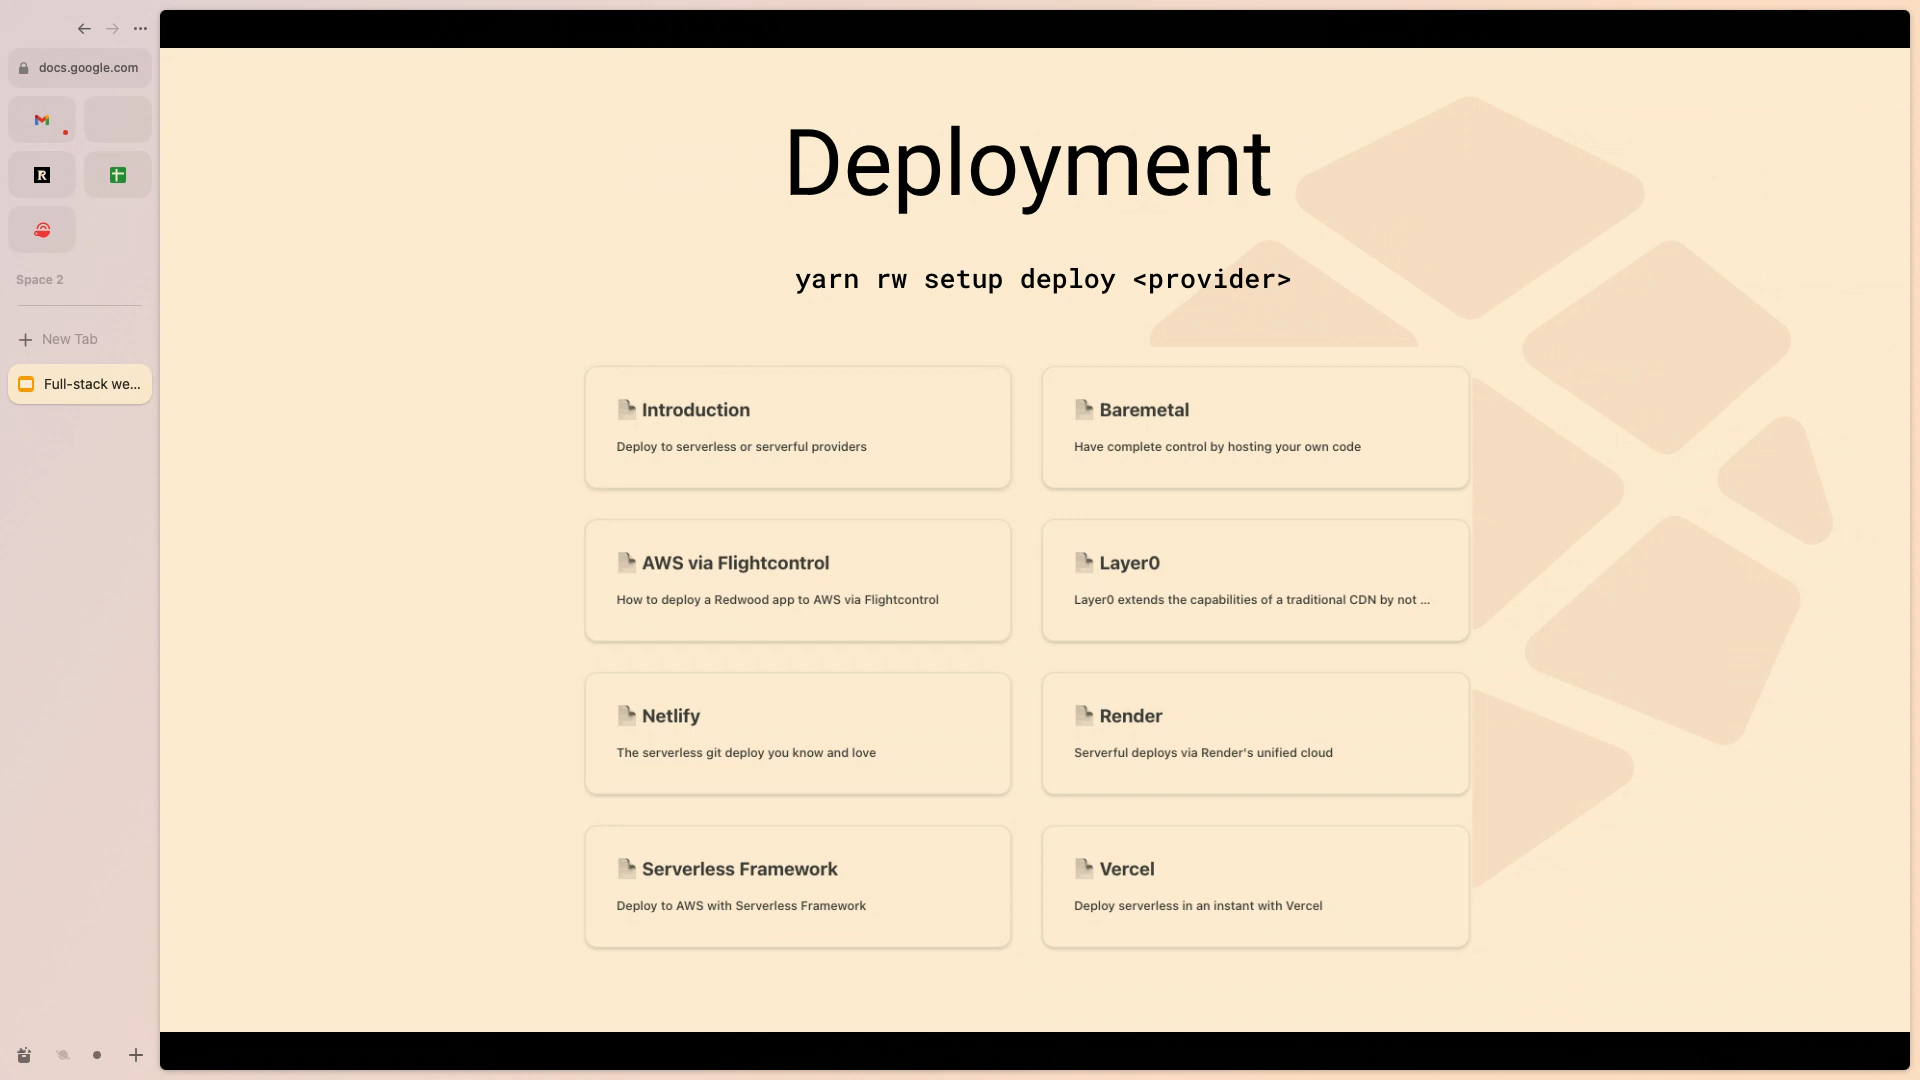 docs.google.com
Space 2
New Tab
Full-stack we...
Deployment
yarn rw setup deploy <provider>
Introduction
Deploy to serverless or serverful providers
Baremetal
Have complete control by hosting your own code
AWS via Flightcontrol
How to deploy a Redwood app to AWS via Flightcontrol
Layer0
Layer0 extends the capabilities of a traditional CDN by not ...
Netlify
The serverless git deploy you know and love
Render
Serverful deploys via Render's unified cloud
Serverless Framework
Deploy to AWS with Serverless Framework
Vercel
Deploy serverless in an instant with Vercel